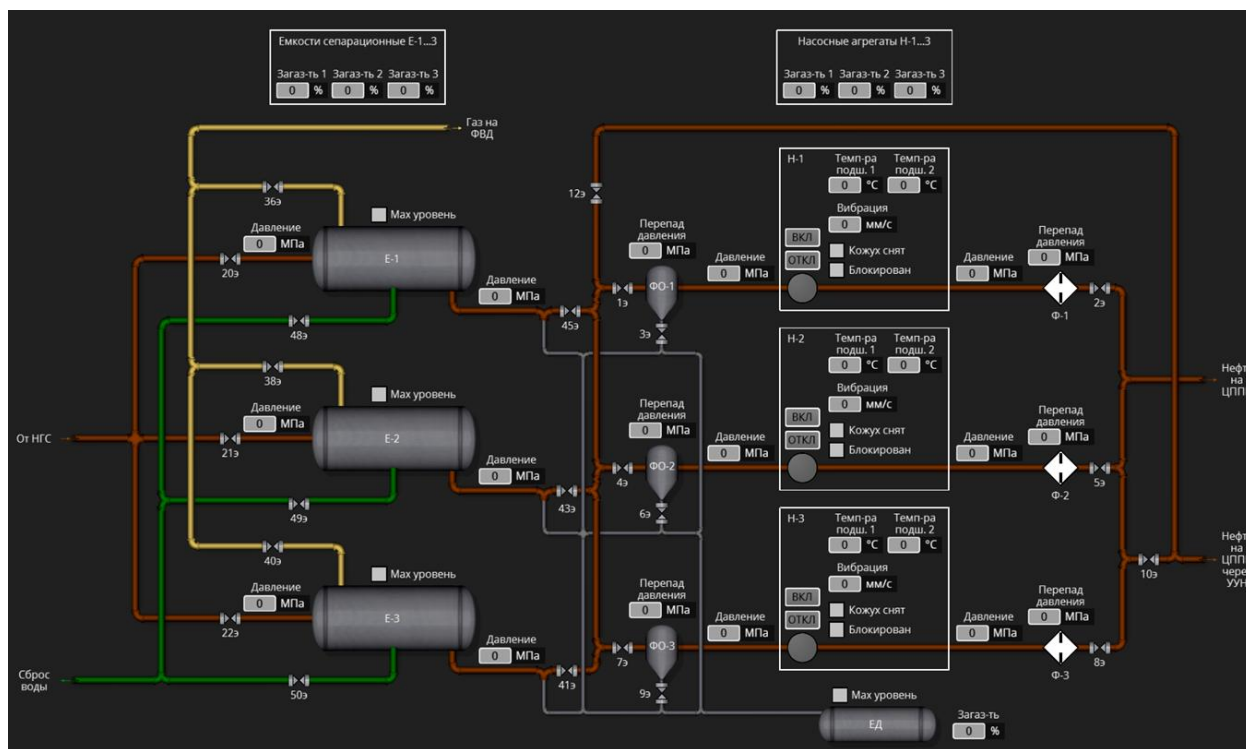 Емкости сепарационные Е-1...3
Загаз-ть 1 Загаз-ть 2 Загаз-ть 3
0 % 0 % 0 %
Насосные агрегаты Н-1...3
Загаз-ть 1 Загаз-ть 2 Загаз-ть 3
0 % 0 % 0 %
Газ на
ФВД
36э
Давление
0 МПа
Max уровень
20э
Е-1
48э
Давление
0 МПа
45э
12э
1э
Перепад
давления
0 МПа
ФО-1
3э
Давление
0 МПа
Н-1
Темп-ра
подш. 1
0 °C
Темп-ра
подш. 2
0 °C
Вибрация
0 мм/с
ВКЛ
ОТКЛ
Кожух снят
Блокирован
Давление
0 МПа
Перепад
давления
0 МПа
Ф-1
2э
38э
Давление
0 МПа
Max уровень
От НГС
21э
Е-2
49э
Давление
0 МПа
43э
4э
Перепад
давления
0 МПа
ФО-2
6э
Давление
0 МПа
Н-2
Темп-ра
подш. 1
0 °C
Темп-ра
подш. 2
0 °C
Вибрация
0 мм/с
ВКЛ
ОТКЛ
Кожух снят
Блокирован
Давление
0 МПа
Перепад
давления
0 МПа
Ф-2
5э
на
40э
Давление
0 МПа
Max уровень
22э
Е-3
Сброс
воды
50э
Давление
0 МПа
41э
7э
Перепад
давления
0 МПа
ФО-3
9э
Давление
0 МПа
Н-3
Темп-ра
подш. 1
0 °C
Темп-ра
подш. 2
0 °C
Вибрация
0 мм/с
ВКЛ
ОТКЛ
Кожух снят
Блокирован
Давление
0 МПа
Перепад
давления
0 МПа
Ф-3
8э
10э
на
Max уровень
ЕД
Загаз-ть
0 %